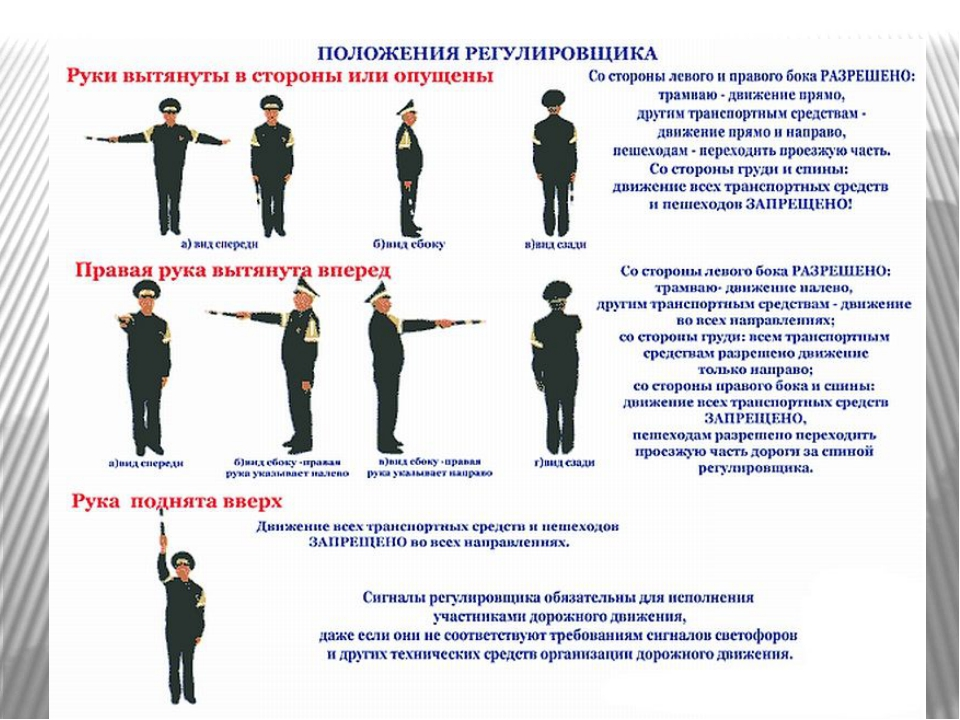 ПОЛОЖЕНИЯ РЕГУЛИРОВЩИКА
Руки вытянуты в стороны или опущены
Со стороны левого и правого бока РАЗРЕШЕНО:
трамваю - движение прямо,
другим транспортным средствам -
движение прямо и направо,
пешеходам - переходить проезжую часть.
Со стороны груди и спины:
движение всех транспортных средств
и пешеходов ЗАПРЕЩЕНО!
а) вид спереди
б)вид сбоку
в)вид сзади
Правая рука вытянута вперед
Со стороны левого бока РАЗРЕШЕНО:
трамваю- движение налево,
другим транспортным средствам - движение
во всех направлениях;
со стороны груди: всем транспортным
средствам разрешено движение
только направо;
со стороны правого бока и спины:
движение всех транспортных средств
ЗАПРЕЩЕНО,
пешеходам разрешено переходить
проезжую часть дороги за спиной
регулировщика.
а)вид спереди
б)вид сбоку -правая
рука указывает налево
в)вид сбоку -правая
рука указывает направо
г)вид сзади
Рука поднята вверх
Движение всех транспортных средств и пешеходов
ЗАПРЕЩЕНО во всех направлениях.
Сигналы регулировщика обязательны для исполнения
участниками дорожного движения,
даже если они не соответствуют требованиям сигналов светофоров
и других технических средств организации дорожного движения.